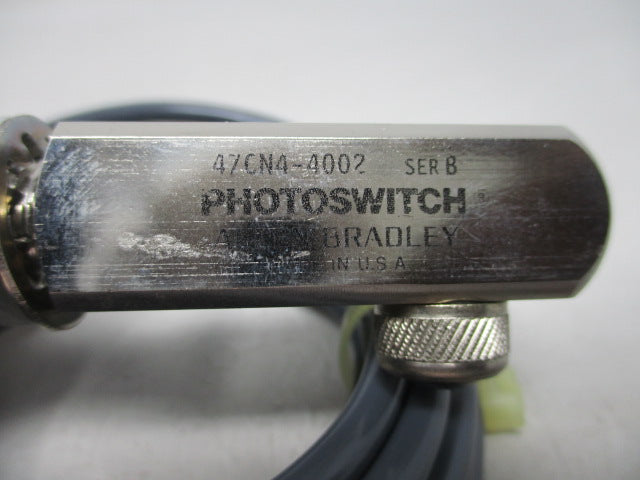 47CN4-4002 SER B
PHOTOSWITCH
BRADLEY
IN U.S.A.